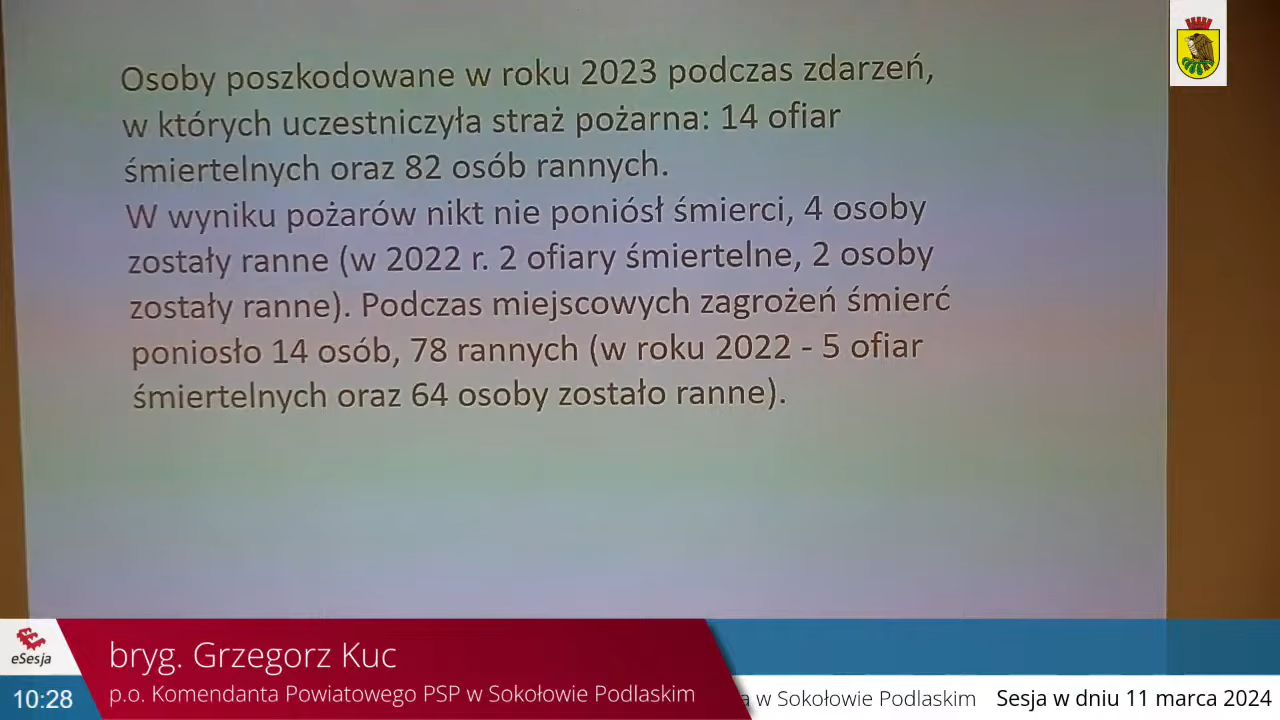 Osoby poszkodowane w roku 2023 podczas zdarzeń,
w których uczestniczyła straż pożarna: 14 ofiar
śmiertelnych oraz 82 osób rannych.
W wyniku pożarów nikt nie poniósł śmierci, 4 osoby
zostały ranne (w 2022 r. 2 ofiary śmiertelne, 2 osoby
zostały ranne). Podczas miejscowych zagrożeń śmierć
poniosło 14 osób, 78 rannych (w roku 2022 - 5 ofiar
śmiertelnych oraz 64 osoby zostało ranne).
eSesja
bryg. Grzegorz Kuc
10:28
p.o. Komendanta Powiatowego PSP w Sokołowie Podlaskim
a w Sokołowie Podlaskim
Sesja w dniu 11 marca 2024